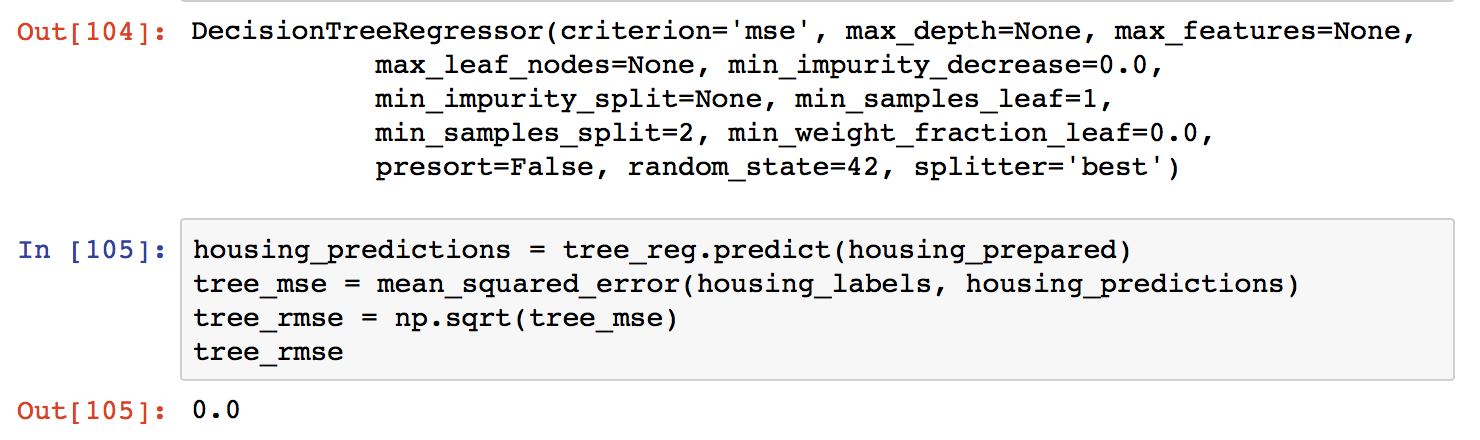 Out[104]: DecisionTreeRegressor(criterion='mse', max_depth=None, max_features=None,
max_leaf_nodes=None, min_impurity_decrease=0.0,
min_impurity_split=None, min_samples_leaf=1,
min_samples_split=2, min_weight_fraction_leaf=0.0,
presort=False, random_state=42, splitter='best')
In [105]: housing_predictions = tree_reg.predict(housing_prepared)
tree_mse = mean_squared_error(housing_labels, housing_predictions)
tree_rmse = np.sqrt(tree_mse)
tree_rmse
Out[105]: 0.0